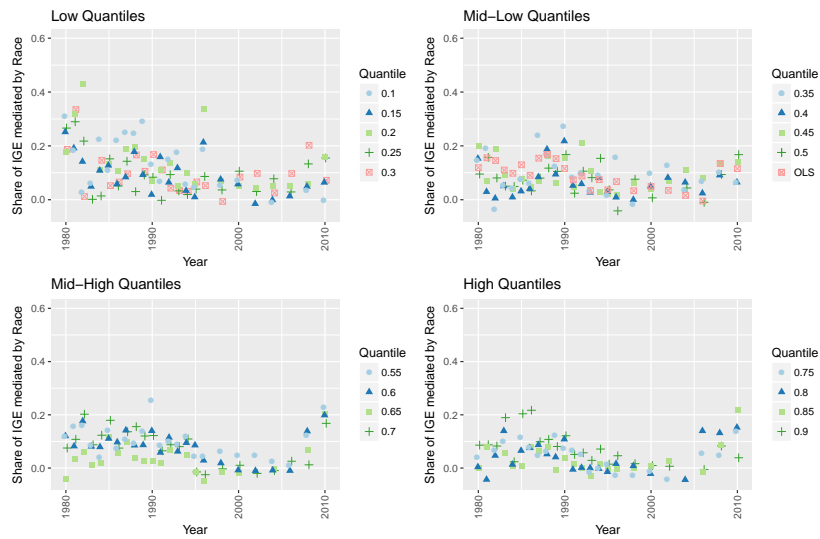 Low Quantiles
Share of IGE mediated by Race
0.6
0.4
0.2
0.0
1980
1990
2000
2010
Year
Quantile
0.1
0.15
0.2
0.25
0.3
Mid−Low Quantiles
Share of IGE mediated by Race
0.6
0.4
0.2
0.0
1980
1990
2000
2010
Year
Quantile
0.35
0.4
0.45
0.5
OLS
Mid−High Quantiles
Share of IGE mediated by Race
0.6
0.4
0.2
0.0
1980
1990
2000
2010
Year
Quantile
0.55
0.6
0.65
0.7
High Quantiles
Share of IGE mediated by Race
0.6
0.4
0.2
0.0
1980
1990
2000
2010
Year
Quantile
0.75
0.8
0.85
0.9